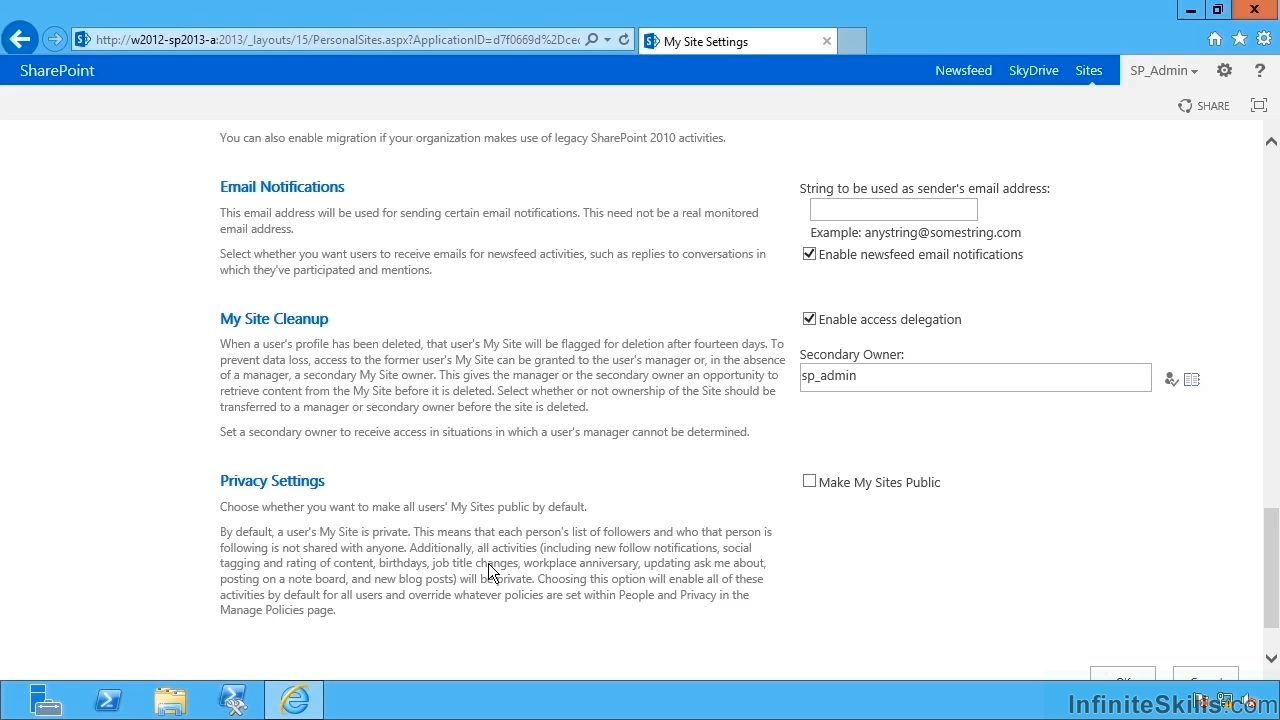 http://w2012-sp2013-a:2013/_layouts/15/PersonalSites.aspx?ApplicationID=d7f0669d%2Dcec
My Site Settings
SharePoint
Newsfeed
SkyDrive
Sites
SP_Admin
?
SHARE
You can also enable migration if your organization makes use of legacy SharePoint 2010 activities.
Email Notifications
This email address will be used for sending certain email notifications. This need not be a real monitored
email address.
Select whether you want users to receive emails for newsfeed activities, such as replies to conversations in
which they've participated and mentions.
String to be used as sender's email address:
Example: anystring@somestring.com
Enable newsfeed email notifications
My Site Cleanup
When a user's profile has been deleted, that user's My Site will be flagged for deletion after fourteen days. To
prevent data loss, access to the former user's My Site can be granted to the user's manager or, in the absence
of a manager, a secondary My Site owner. This gives the manager or the secondary owner an opportunity to
retrieve content from the My Site before it is deleted. Select whether or not ownership of the Site should be
transferred to a manager or secondary owner before the site is deleted.
Set a secondary owner to receive access in situations in which a user's manager cannot be determined.
Enable access delegation
Secondary Owner:
sp_admin
Privacy Settings
Choose whether you want to make all users' My Sites public by default.
By default, a user's My Site is private. This means that each person's list of followers and who that person is
following is not shared with anyone. Additionally, all activities (including new follow notifications, social
tagging and rating of content, birthdays, job title changes, workplace anniversary, updating ask me about,
posting on a note board, and new blog posts) will be private. Choosing this option will enable all of these
activities by default for all users and override whatever policies are set within People and Privacy in the
Manage Policies page.
Make My Sites Public
InfiniteSkills.com